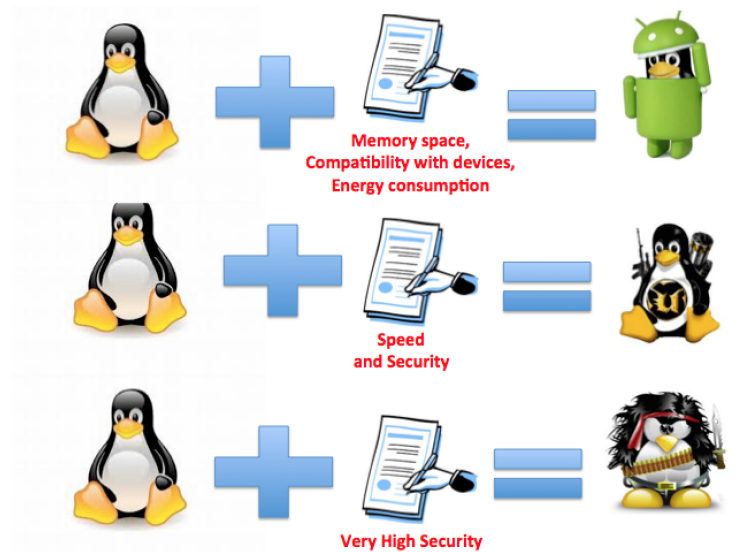 Memory space,
Compatibility with devices,
Energy consumption
Speed
and Security
Very High Security